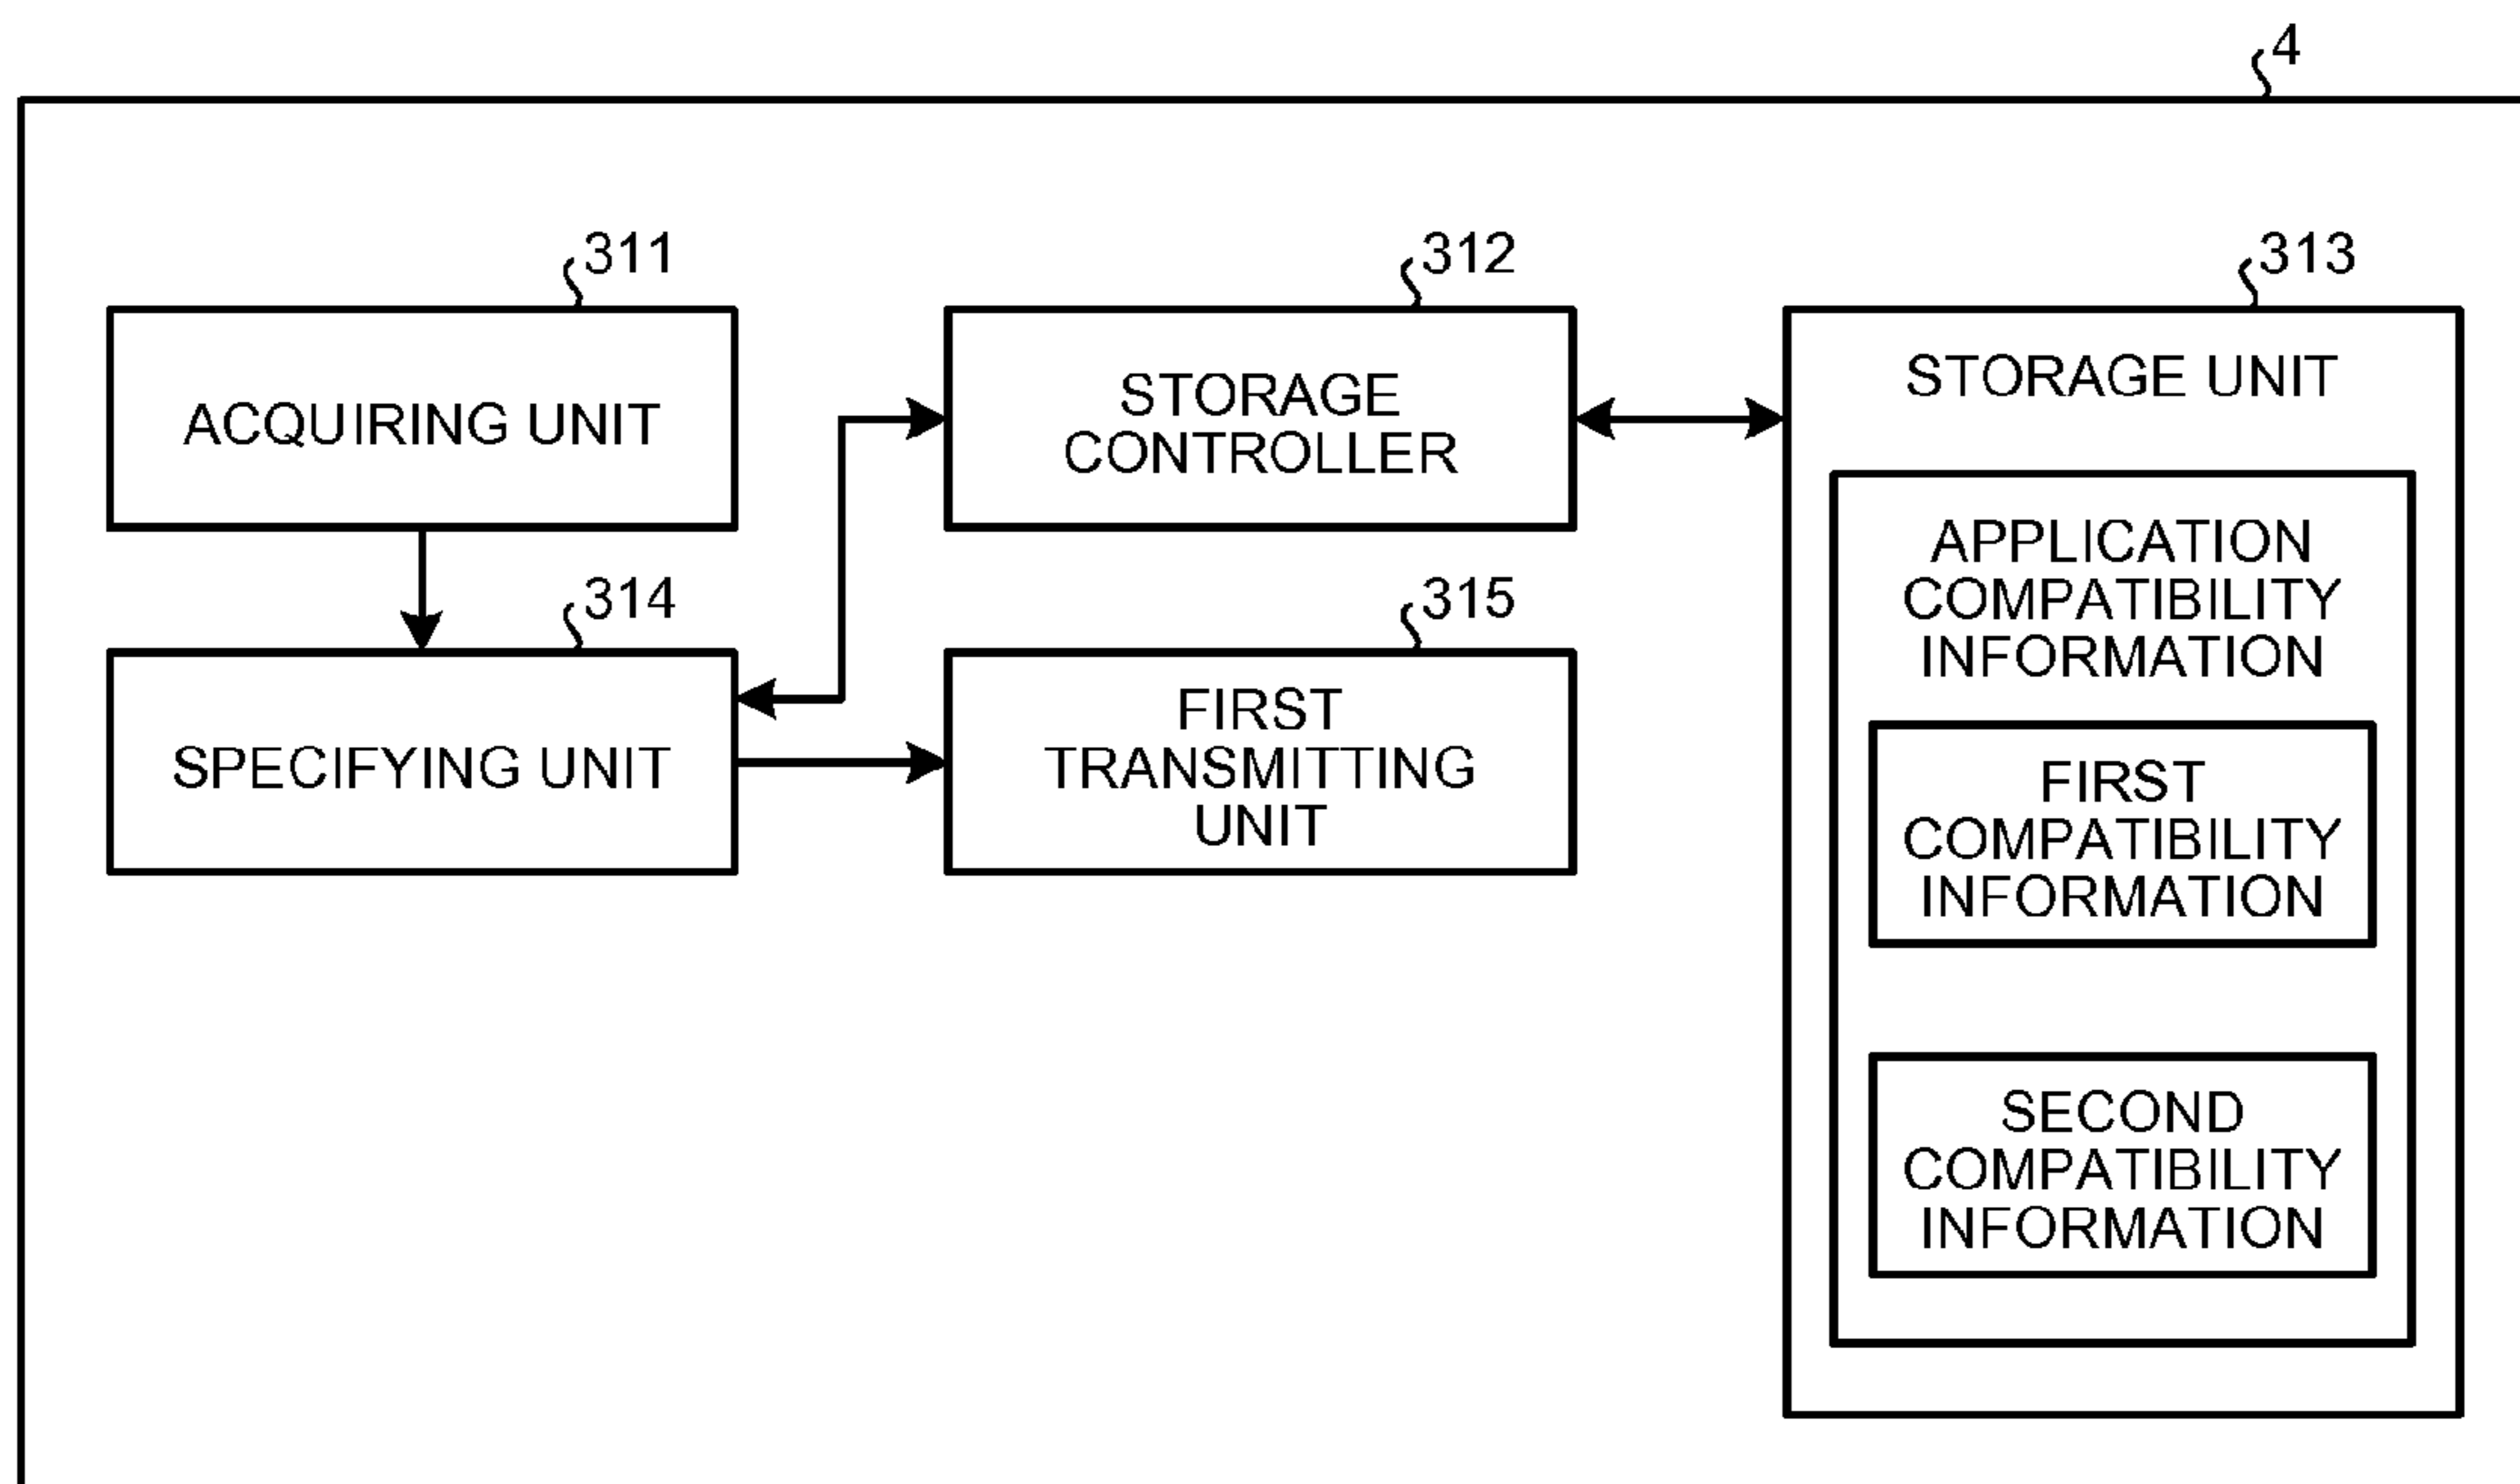 4
311
ACQUIRING UNIT
312
STORAGE
CONTROLLER
313
STORAGE UNIT
APPLICATION
COMPATIBILITY
INFORMATION
FIRST
COMPATIBILITY
INFORMATION
SECOND
COMPATIBILITY
INFORMATION
314
SPECIFYING UNIT
315
FIRST
TRANSMITTING
UNIT